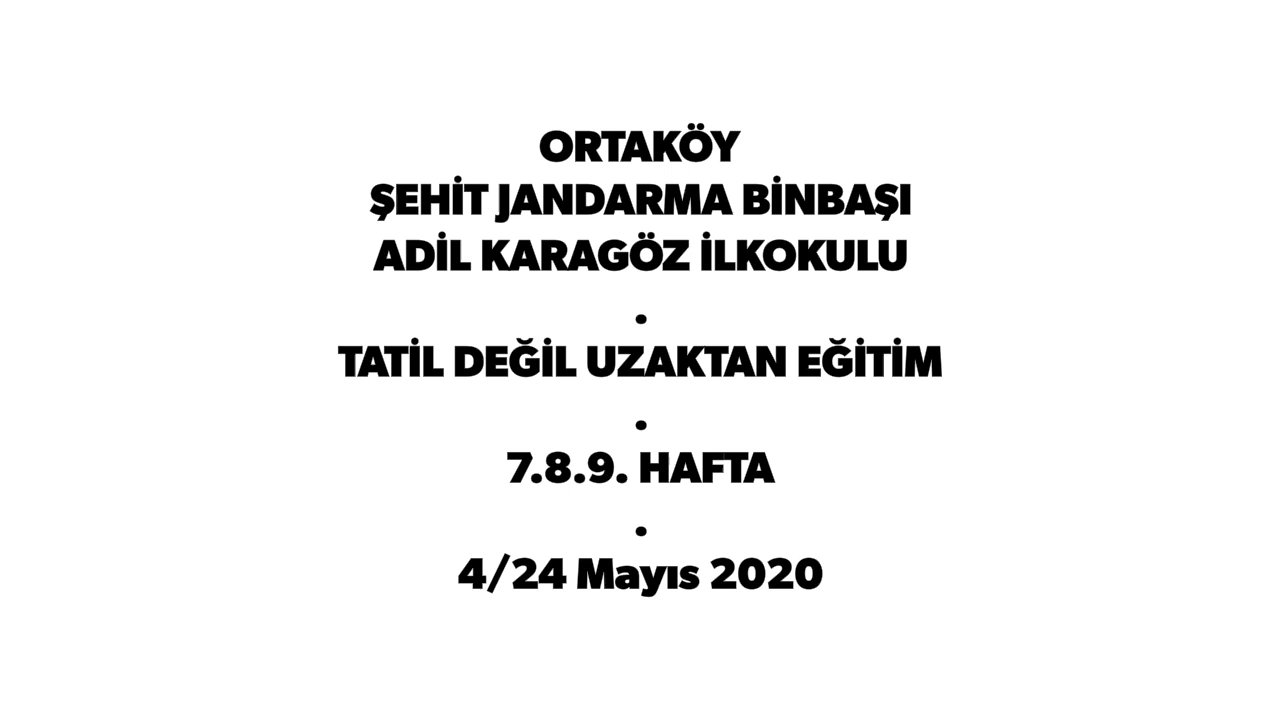 ORTAKÖY
ŞEHİT JANDARMA BİNBAŞI
ADİL KARAGÖZ İLKOKULU
.
TATİL DEĞİL UZAKTAN EĞİTİM
.
7.8.9. HAFTA
.
4/24 Mayıs 2020